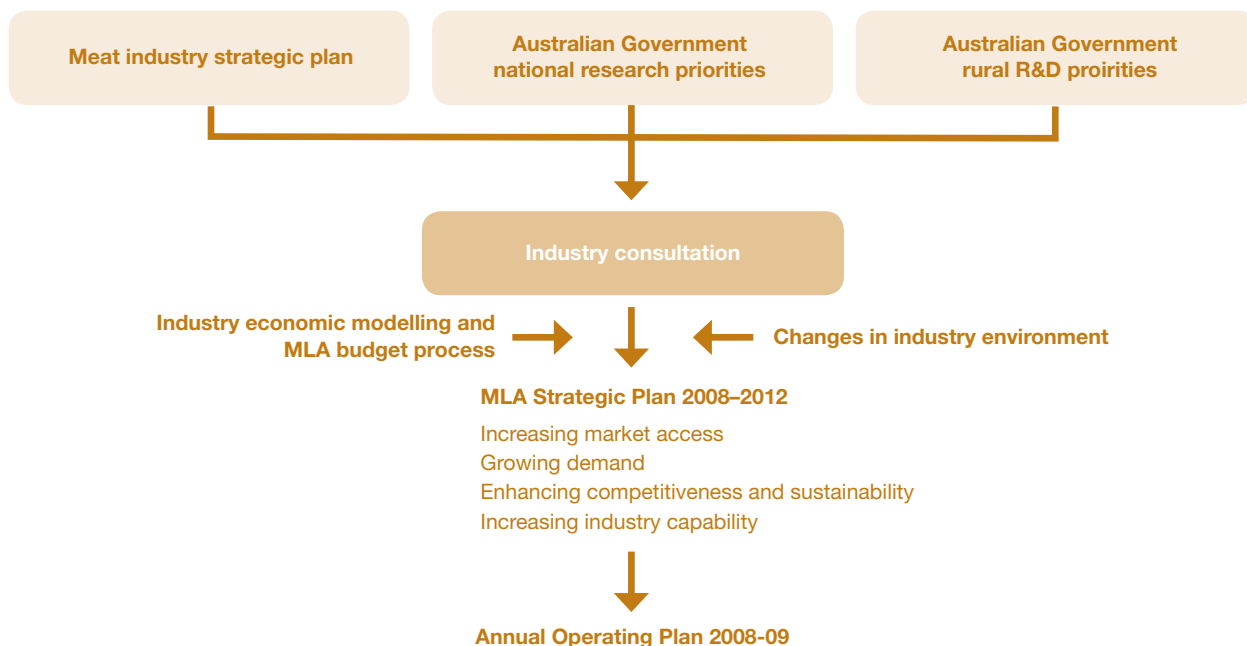 Meat industry strategic plan
Australian Government
national research priorities
Australian Government
rural R&D proirities
Industry consultation
Industry economic modelling and
MLA budget process
Changes in industry environment
MLA Strategic Plan 2008–2012
Increasing market access
Growing demand
Enhancing competitiveness and sustainability
Increasing industry capability
Annual Operating Plan 2008-09